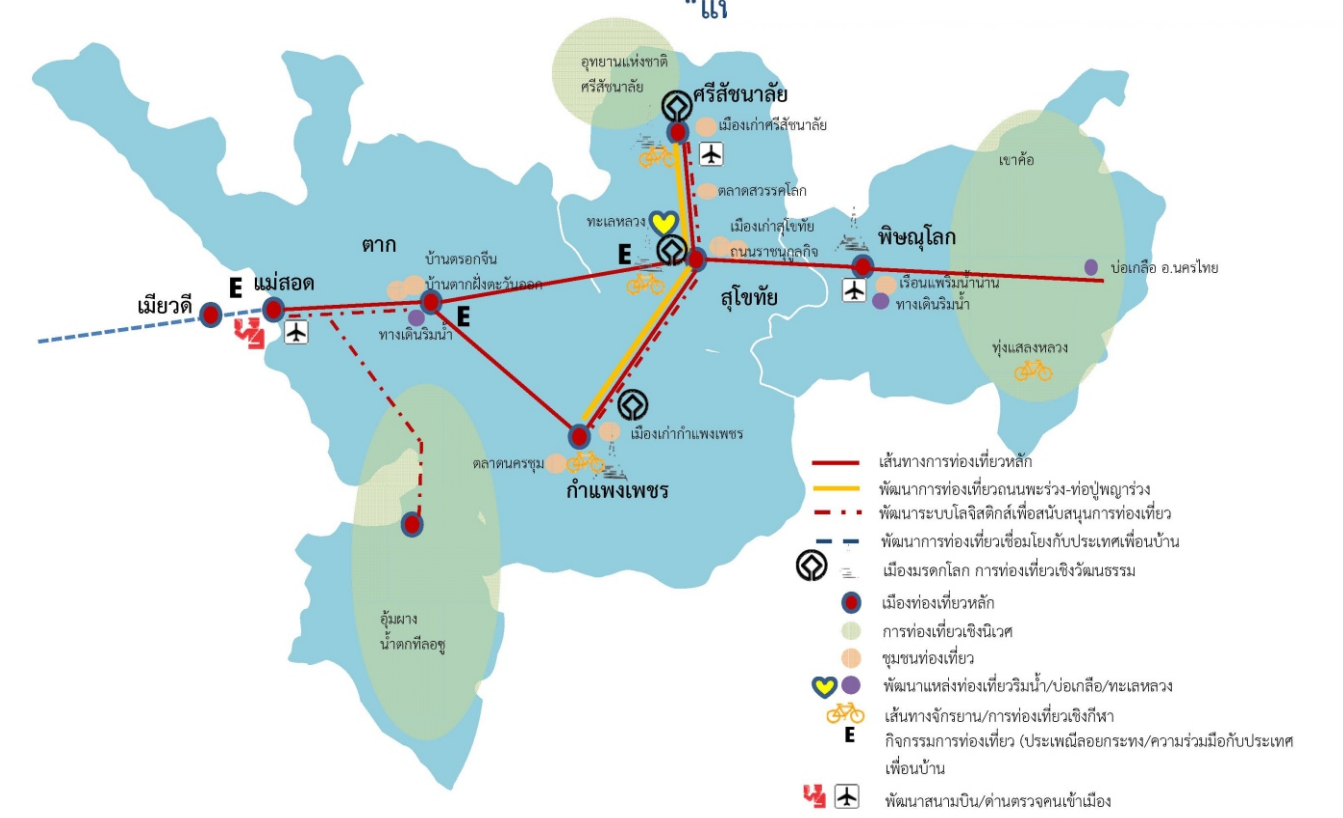 "แ
อุทยานแห่งชาติ
ศรีสัชนาลัย
ศรีสัชนาลัย
เมืองเก่าศรีสัชนาลัย
เขาค้อ
ตลาดสวรรคโลก
ทะเลหลวง
เมืองเก่าสุโขทัย
ถนนราชนูลกิจ
E
พิษณุโลก
ตาก
บ้านตรอกจีน
บ้านตากฝั่งตะวันออก
บ่อเกลือ อ.นครไทย
E
แม่สอด
เมียวดี
สุโขทัย
เรือนแพริมน้ำน่าน
ทางเดินริมน้ำ
E
ทางเดินริมน้ำ
ทุ่งแสลงหลวง
เมืองเก่ากำแพงเพชร
ตลาดนครชุม
กำแพงเพชร
อุ้มผาง
น้ำตกทีลอซู
เส้นทางการท่องเที่ยวหลัก
พัฒนาการท่องเที่ยวถนนพะร่วง-ท่อปู่พญาร่วง
พัฒนาระบบโลจิสติกส์เพื่อสนับสนุนการท่องเที่ยว
พัฒนาการท่องเที่ยวเชื่อมโยงกับประเทศเพื่อนบ้าน
เมืองมรดกโลก การท่องเที่ยวเชิงวัฒนธรรม
เมืองท่องเที่ยวหลัก
การท่องเที่ยวเชิงนิเวศ
ชุมชนท่องเที่ยว
พัฒนาแหล่งท่องเที่ยวริมน้ำ/บ่อเกลือ/ทะเลหลวง
เส้นทางจักรยาน/การท่องเที่ยวเชิงกีฬา
E
กิจกรรมการท่องเที่ยว (ประเพณีลอยกระทง/ความร่วมมือกับประเทศ
เพื่อนบ้าน
พัฒนาสนามบิน/ด่านตรวจคนเข้าเมือง